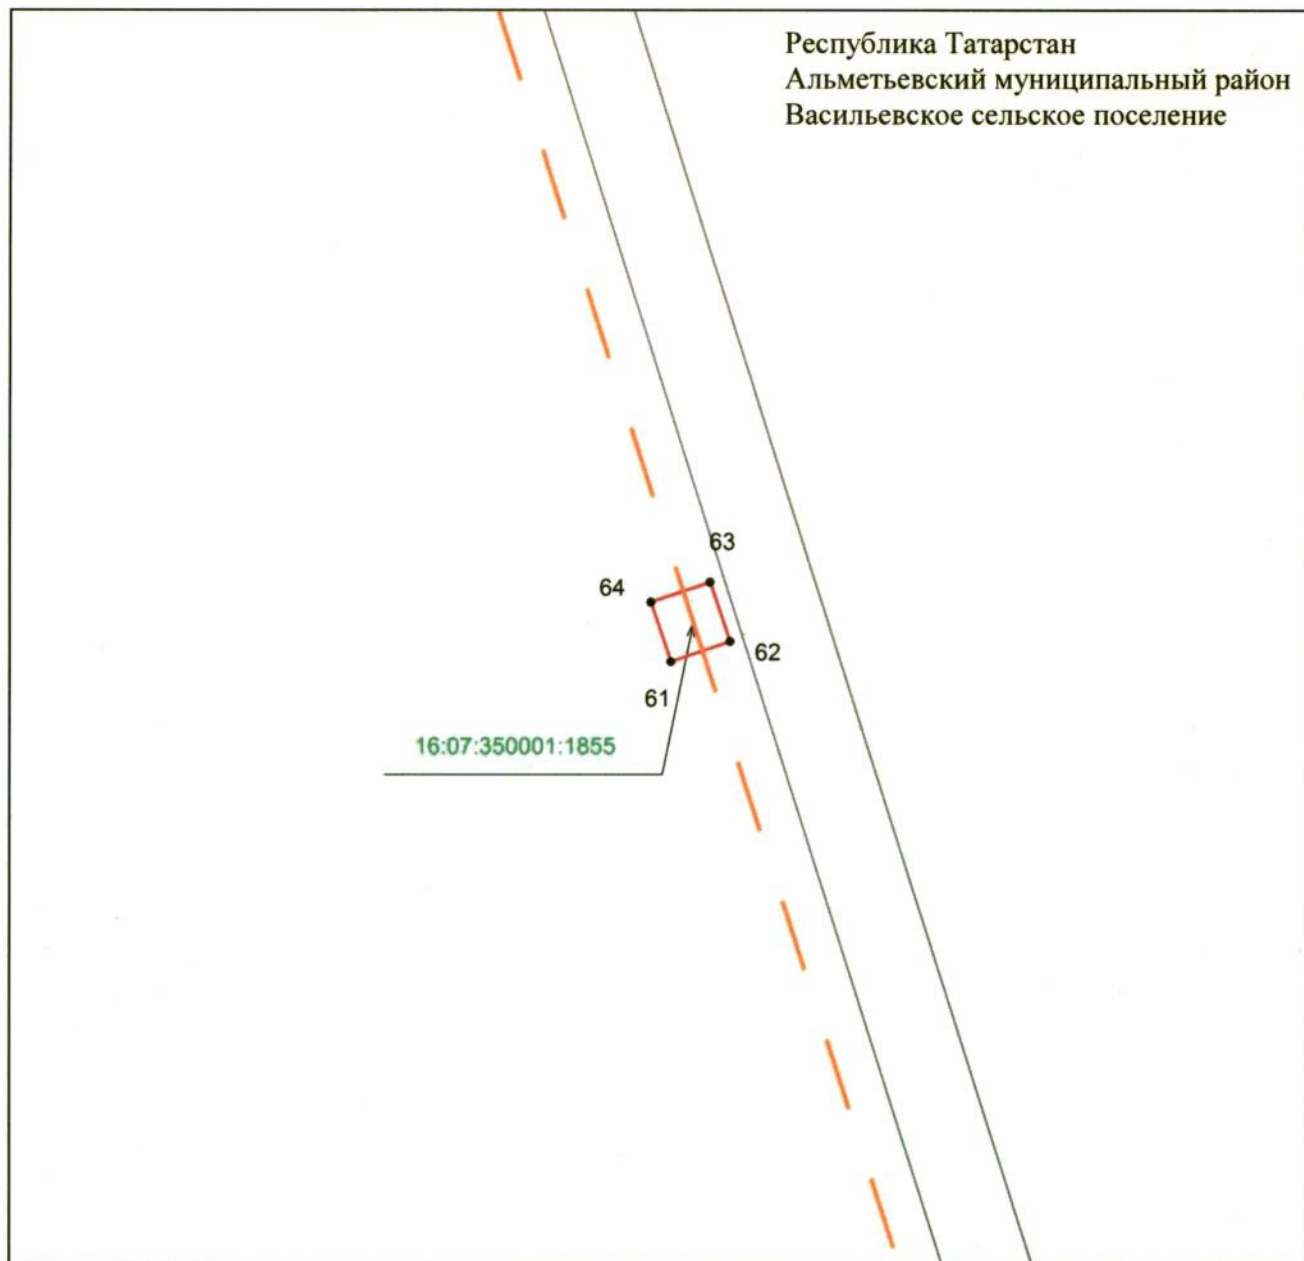 Республика Татарстан
Альметьевский муниципальный район
Васильевское сельское поселение
63
64
62
61
16:07:350001:1855